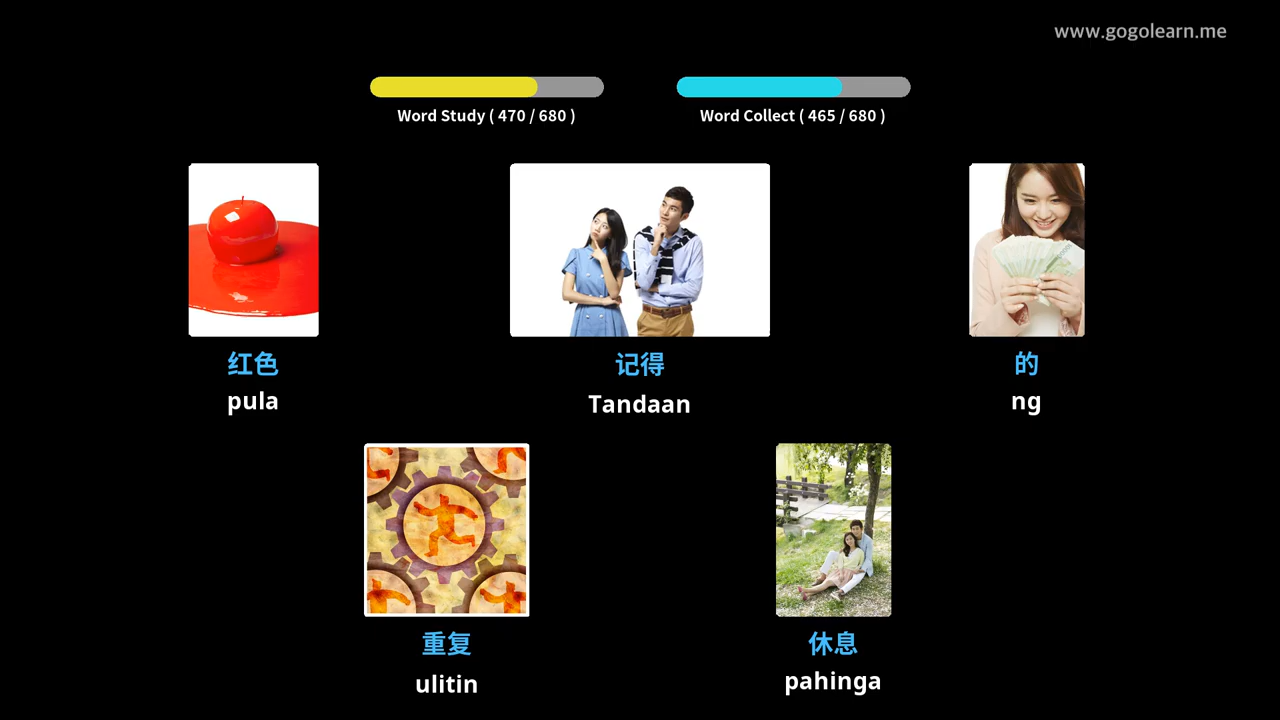 www.gogolearn.me
Word Study ( 470 / 680 )
Word Collect ( 465 / 680 )
红色
pula
记得
Tandaan
的
ng
重复
ulitin
休息
pahinga